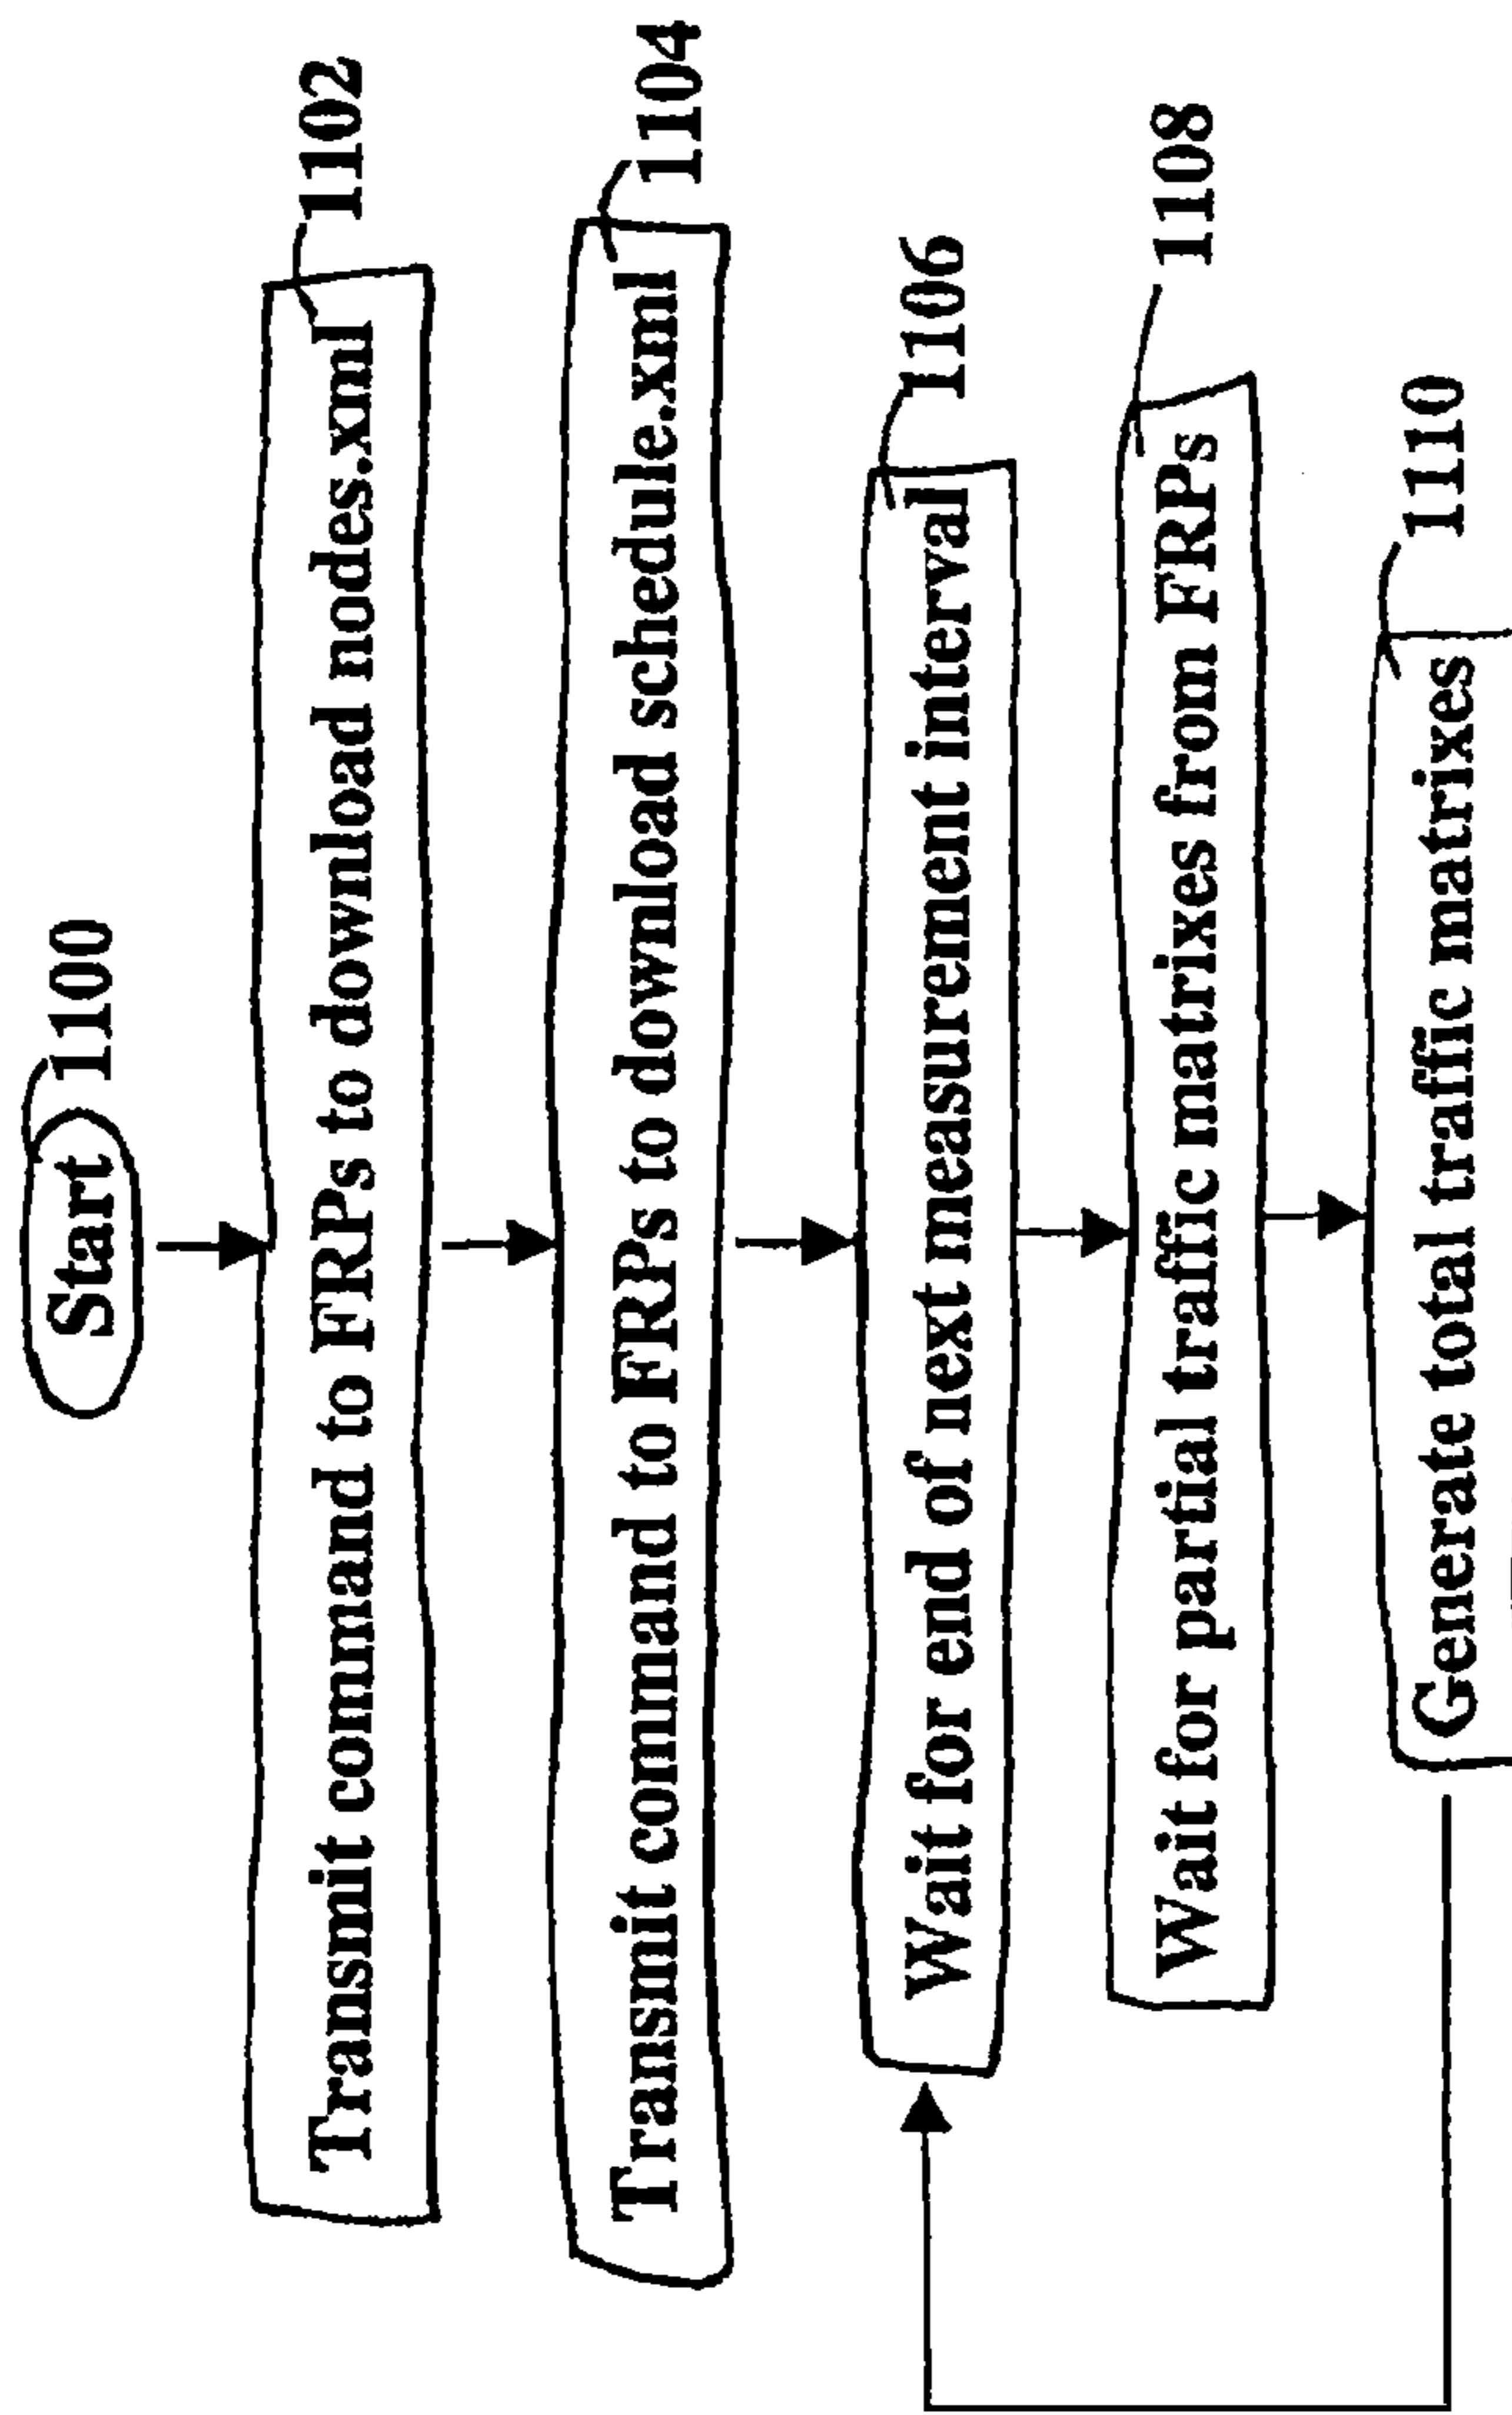 Start 1100
Transmit command to FRPs to download nodes.xml 1102
Transmit command to FRPs to download schedule.xml 1104
Wait for end of next measurement interval 1106
Wait for partial traffic matrixes from FRPs 1108
Generate total traffic matrixes 1110